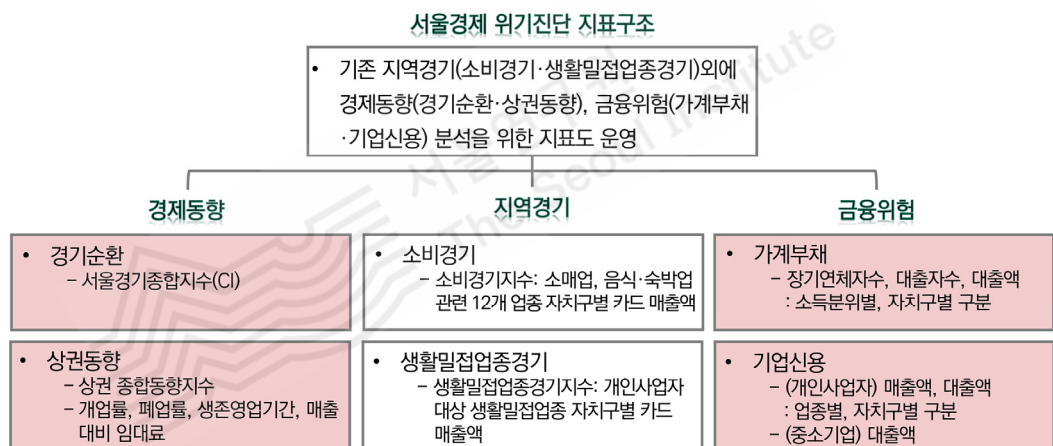 서울경제 위기진단 지표구조
• 기존 지역경기(소비경기·생활밀접업종경기)외에
경제동향(경기순환·상권동향), 금융위험(가계부채
·기업신용) 분석을 위한 지표도 운영
경제동향
• 경기순환
– 서울경기종합지수(CI)
• 상권동향
– 상권 종합동향지수
– 개업률, 폐업률, 생존영업기간, 매출
대비 임대료
지역경기
• 소비경기
– 소비경기지수: 소매업, 음식·숙박업
관련 12개 업종 자치구별 카드 매출액
• 생활밀접업종경기
– 생활밀접업종경기지수: 개인사업자
대상 생활밀접업종 자치구별 카드
매출액
금융위험
• 가계부채
– 장기연체자수, 대출자수, 대출액
: 소득분위별, 자치구별 구분
• 기업신용
– (개인사업자) 매출액, 대출액
: 업종별, 자치구별 구분
– (중소기업) 대출액
서울연구원
The Seoul Institute